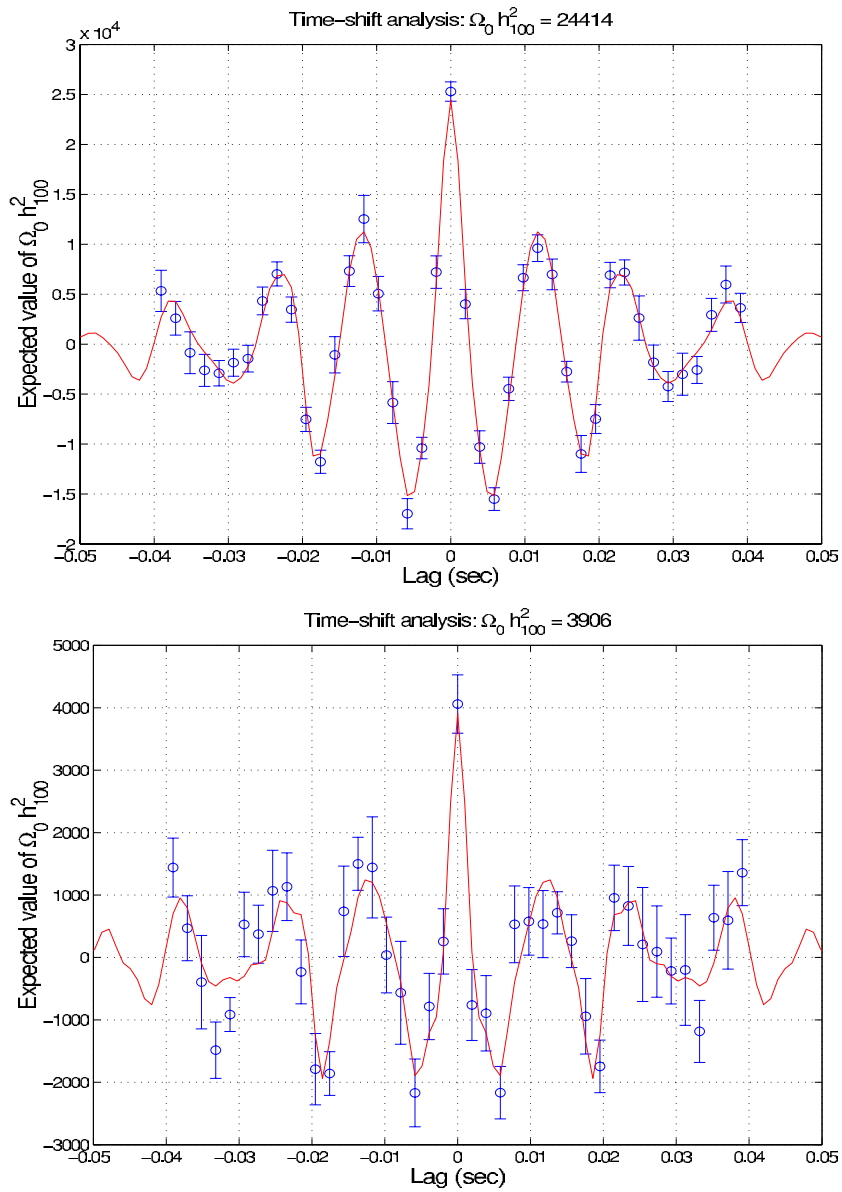 Time-shift analysis: Ω₀ h²₁₀₀ = 24414
x 10⁴
Expected value of Ω₀ h²₁₀₀
3
2.5
2
1.5
1
0.5
0
-0.5
-1
-1.5
-2
-0.05 -0.04 -0.03 -0.02 -0.01 0 0.01 0.02 0.03 0.04 0.05
Lag (sec)
Time-shift analysis: Ω₀ h²₁₀₀ = 3906
Expected value of Ω₀ h²₁₀₀
5000
4000
3000
2000
1000
0
-1000
-2000
-3000
-0.05 -0.04 -0.03 -0.02 -0.01 0 0.01 0.02 0.03 0.04 0.05
Lag (sec)